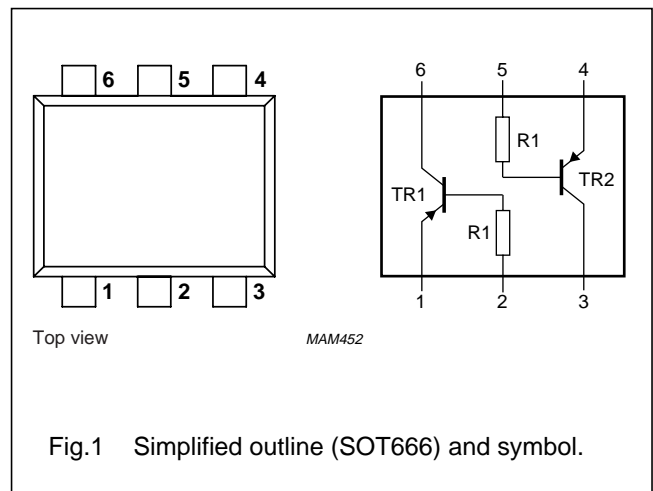 6 5 4
1 2 3
Top view
6 5 4
R1
TR1
TR2
R1
1 2 3
MAM452
Fig.1 Simplified outline (SOT666) and symbol.